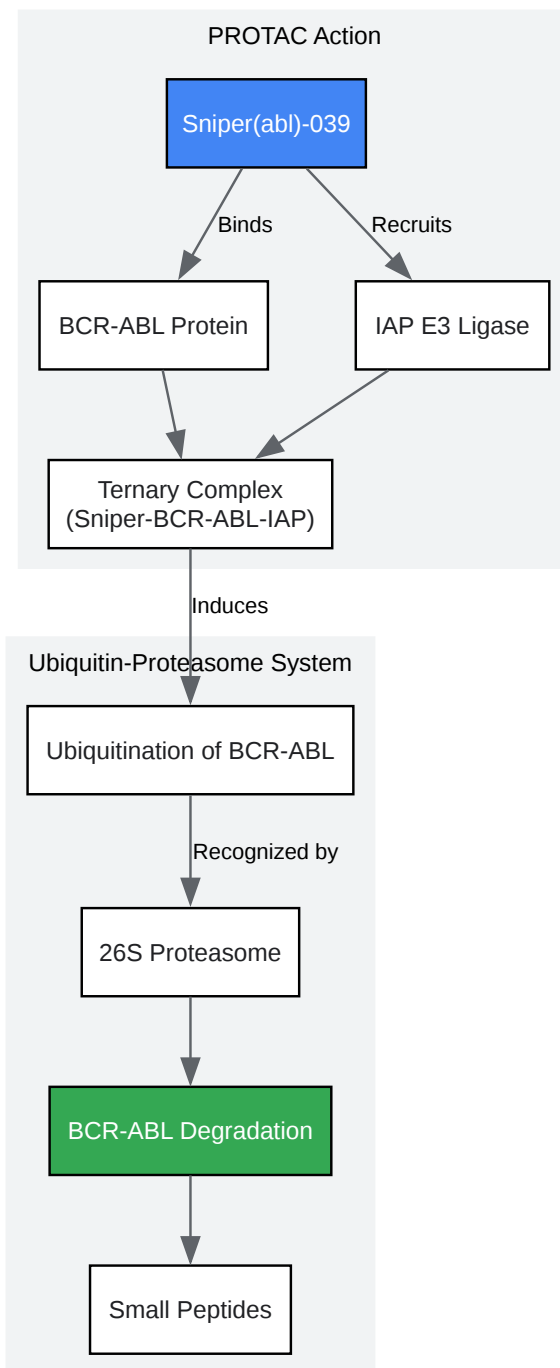 PROTAC Action
Sniper(abl)-039
Binds
Recruits
BCR-ABL Protein
IAP E3 Ligase
Ternary Complex
(Sniper-BCR-ABL-IAP)
Induces
Ubiquitin-Proteasome System
Ubiquitination of BCR-ABL
Recognized by
26S Proteasome
BCR-ABL Degradation
Small Peptides